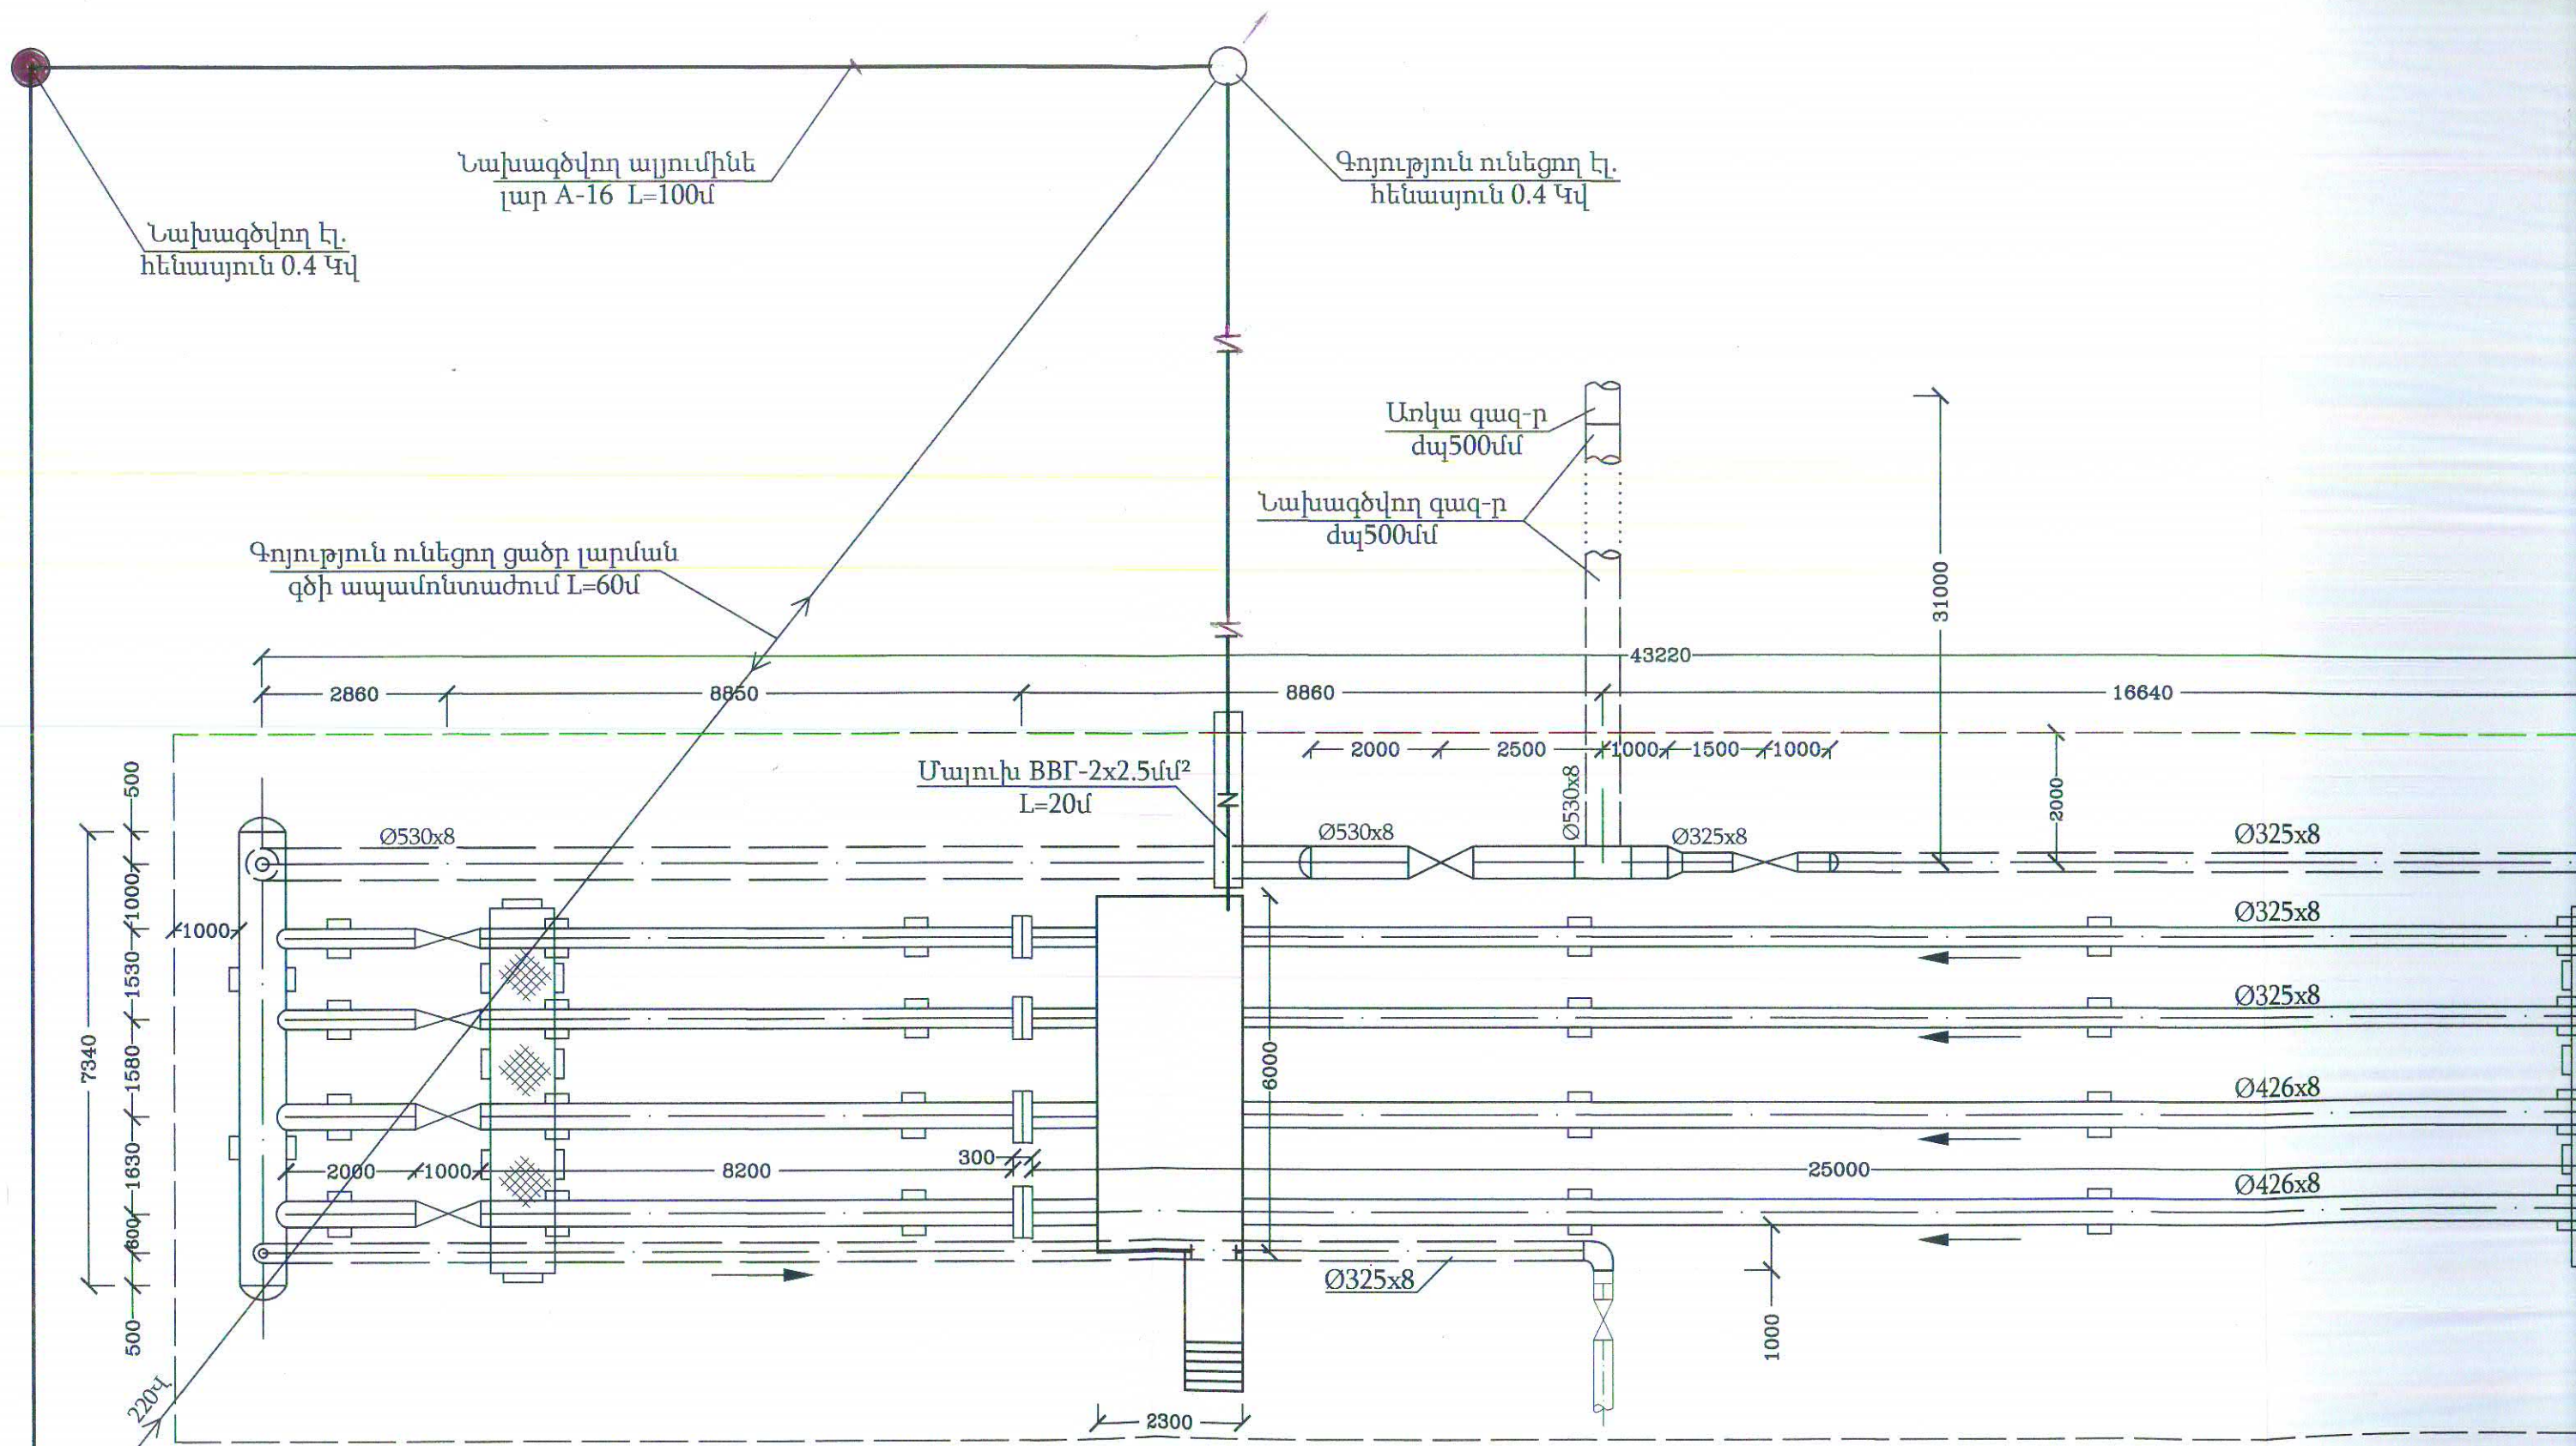 Նախագծվող ալյումինե
լար A-16 L=100մ
Գոյություն ունեցող էլ.
հենասյուն 0.4 Կվ
Նախագծվող էլ.
հենասյուն 0.4 Կվ
Առկա գազ-ր
դպ500մմ
Նախագծվող գազ-ր
դպ500մմ
Գոյություն ունեցող ցածր լարման
գծի ապամոնտաժում L=60մ
31000
43220
2860
8850
8860
16640
2000
2500
1000
1500
1000
Մալուխ ВВГ-2x2.5մմ²
L=20մ
500
Ø530x8
2000
Ø530x8
Ø530x8
Ø325x8
Ø325x8
1000
1000
Ø325x8
1530
Ø325x8
7340
1580
6000
Ø426x8
1630
2000
1000
8200
300
25000
Ø426x8
600
Ø325x8
500
1000
220Վ
2300